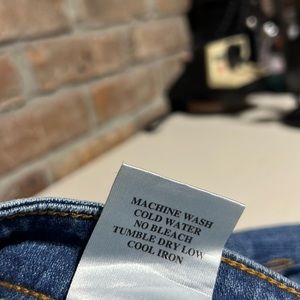 MACHINE WASH
COLD WATER
NO BLEACH
TUMBLE DRY LOW
COOL IRON